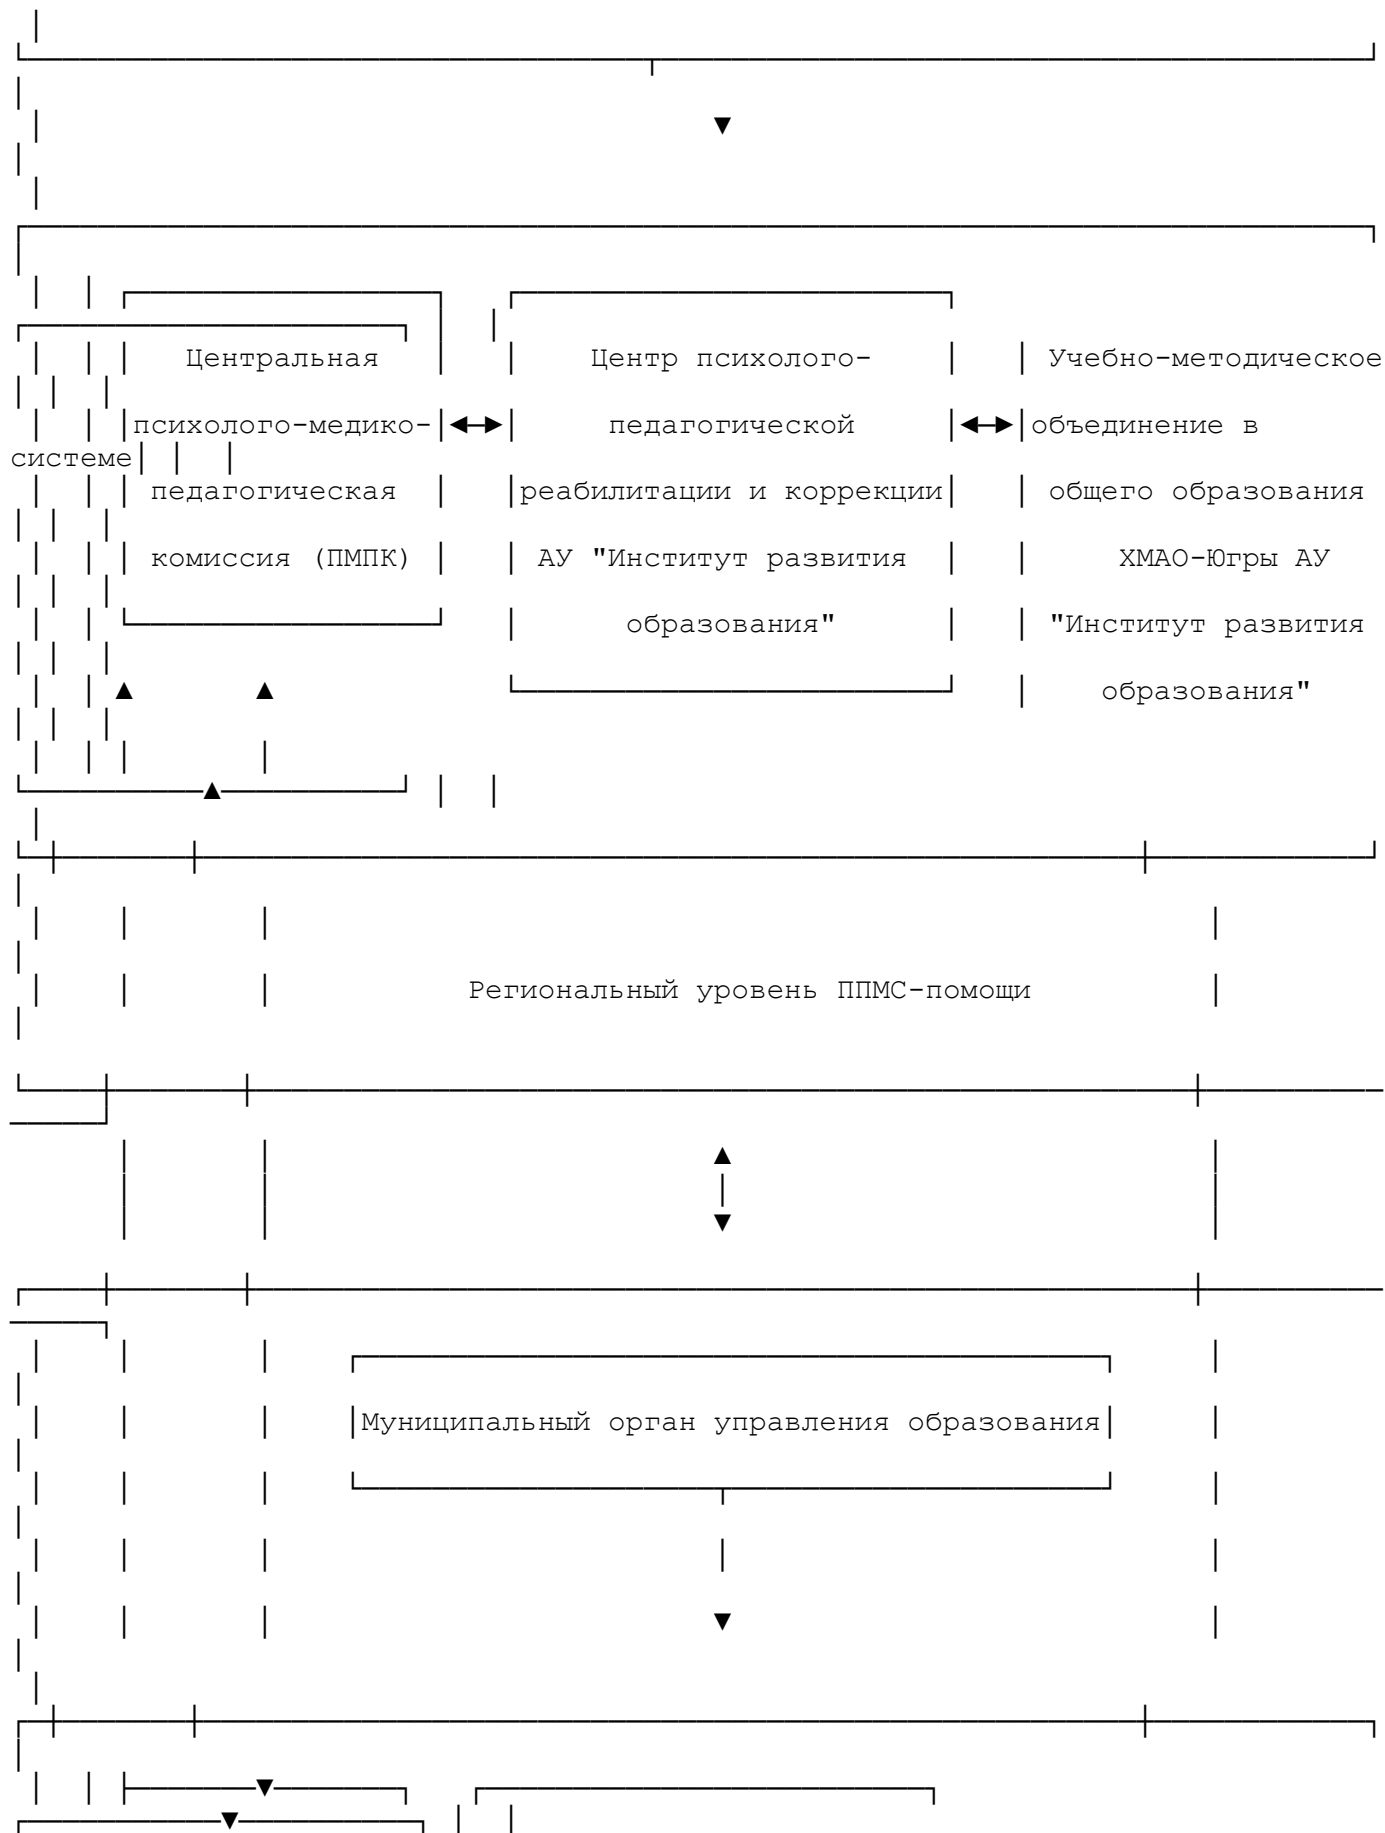 Центральная Центр психолого- Учебно-методическое
психолого-медико- педагогической объединение в
системе
педагогическая реабилитации и коррекции общего образования
комиссия (ПМПК) АУ "Институт развития ХМАО-Югры АУ
образования" "Институт развития
образования"
Региональный уровень ППМС-помощи
Муниципальный орган управления образования